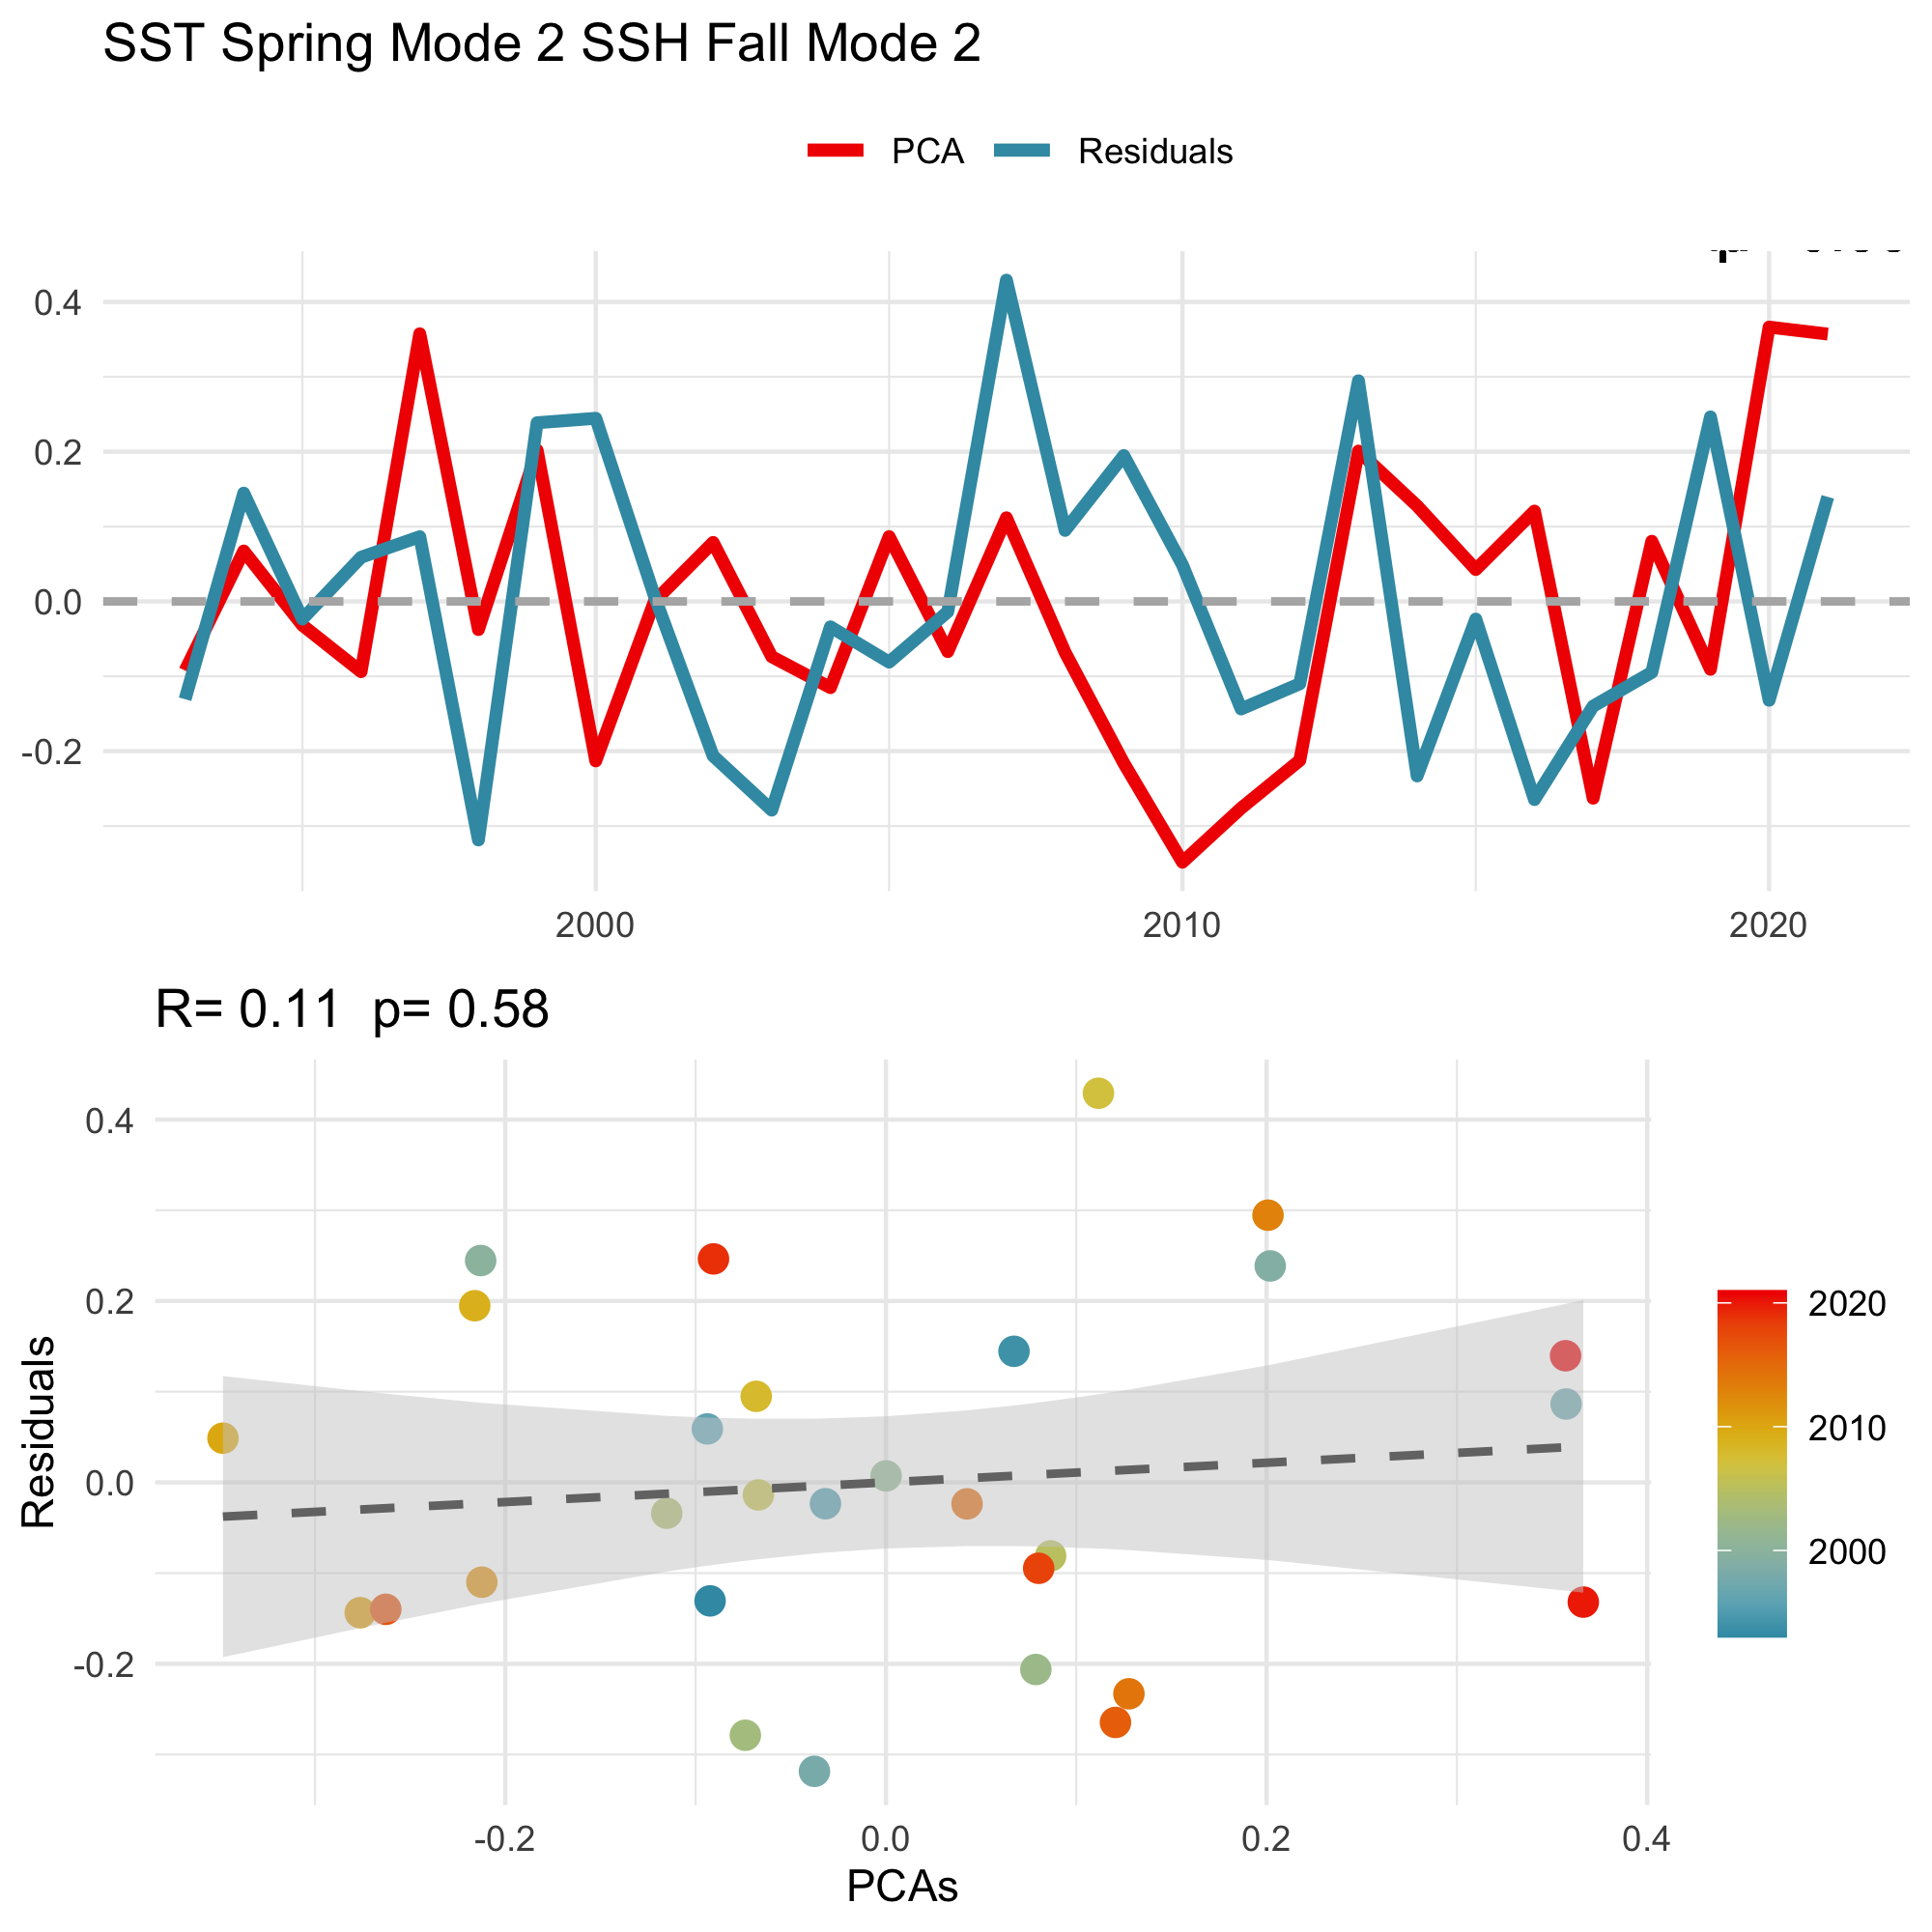 SST Spring Mode 2 SSH Fall Mode 2
PCA Residuals
0.4
0.2
0.0
-0.2
2000 2010 2020
R= 0.11 p= 0.58
Residuals
0.4
0.2
0.0
-0.2
-0.2 0.0 0.2 0.4
PCAs
2020
2010
2000